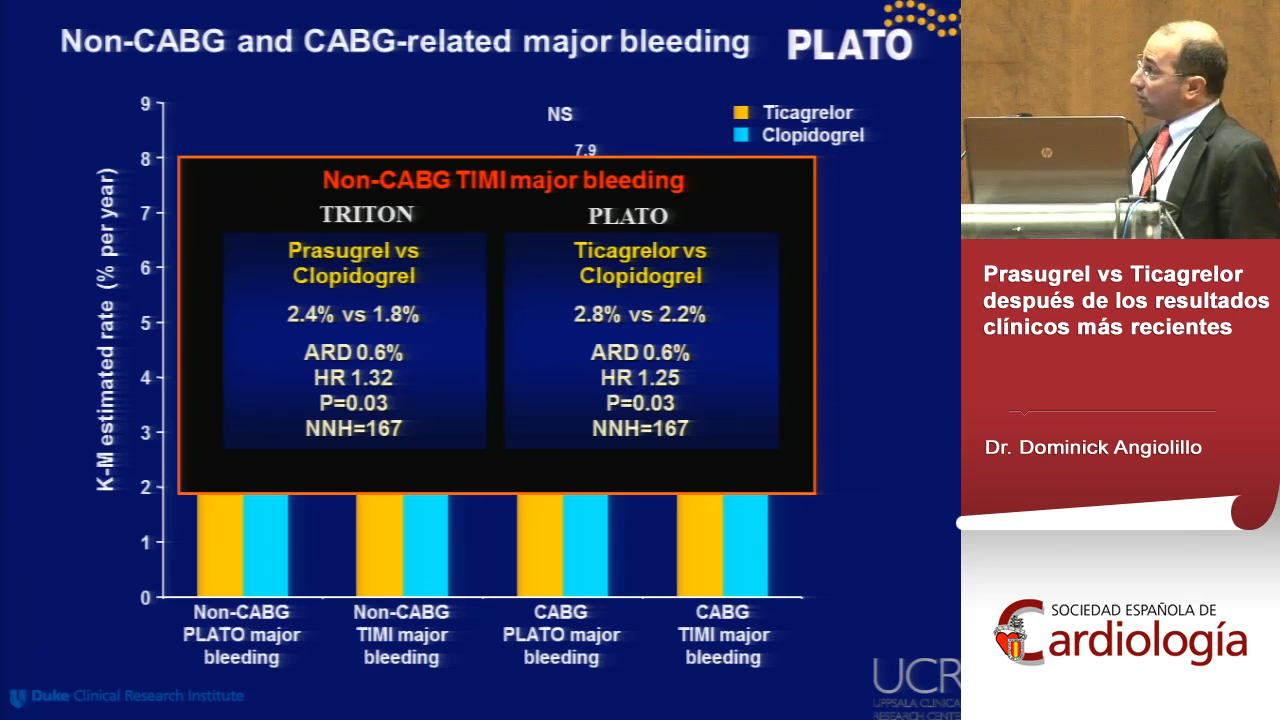 Non-CABG and CABG-related major bleeding
PLATO
K-M estimated rate (% per year)
9
8
7
6
5
4
3
2
1
0
NS
7.9
Ticagrelor
Clopidogrel
Non-CABG TIMI major bleeding
TRITON
Prasugrel vs
Clopidogrel
2.4% vs 1.8%
ARD 0.6%
HR 1.32
P=0.03
NNH=167
PLATO
Ticagrelor vs
Clopidogrel
2.8% vs 2.2%
ARD 0.6%
HR 1.25
P=0.03
NNH=167
Non-CABG
PLATO major
bleeding
Non-CABG
TIMI major
bleeding
CABG
PLATO major
bleeding
CABG
TIMI major
bleeding
Duke Clinical Research Institute
UCR
UPPSALA CLINICA
RESEARCH CENTE
hp
Prasugrel vs Ticagrelor
después de los resultados
clínicos más recientes
Dr. Dominick Angiolillo
SOCIEDAD ESPAÑOLA DE
Cardiología